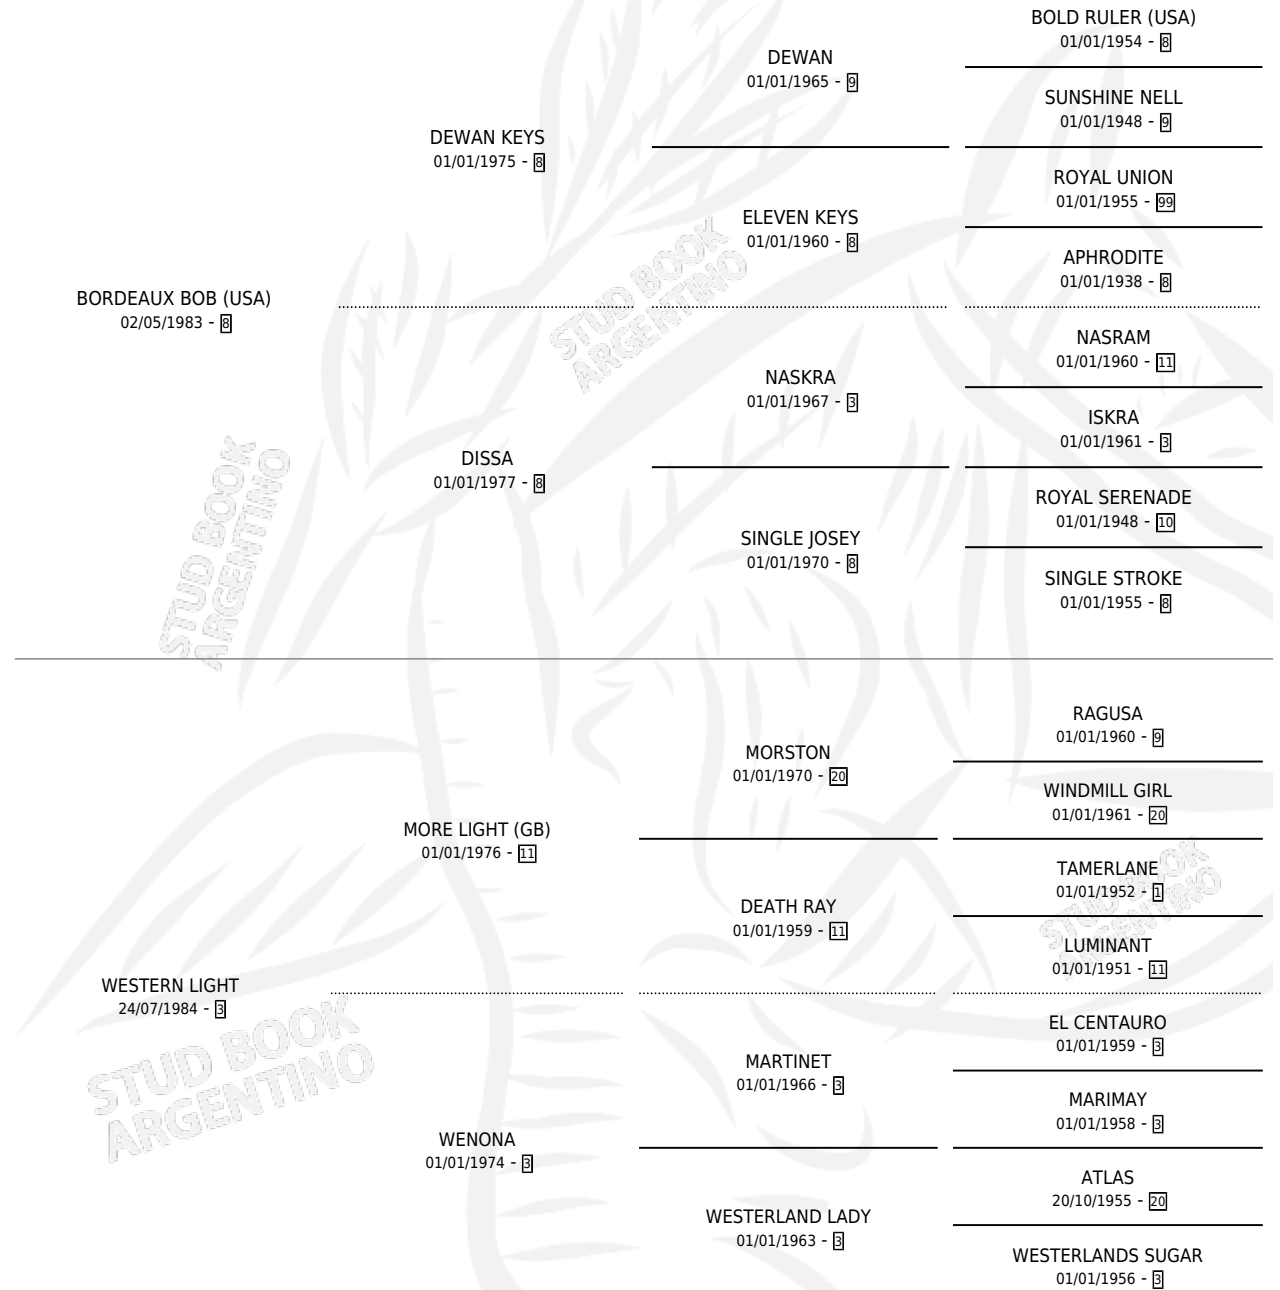 BORDEAUX BOB (USA)
02/05/1983 - 8
DEWAN KEYS
01/01/1975 - 8
DEWAN
01/01/1965 - 9
BOLD RULER (USA)
01/01/1954 - 8
SUNSHINE NELL
01/01/1948 - 9
ELEVEN KEYS
01/01/1960 - 8
ROYAL UNION
01/01/1955 - 99
APHRODITE
01/01/1938 - 8
DISSA
01/01/1977 - 8
NASKRA
01/01/1967 - 3
NASRAM
01/01/1960 - 11
ISKRA
01/01/1961 - 3
SINGLE JOSEY
01/01/1970 - 8
ROYAL SERENADE
01/01/1948 - 10
SINGLE STROKE
01/01/1955 - 8
WESTERN LIGHT
24/07/1984 - 3
MORE LIGHT (GB)
01/01/1976 - 11
MORSTON
01/01/1970 - 20
RAGUSA
01/01/1960 - 9
WINDMILL GIRL
01/01/1961 - 20
DEATH RAY
01/01/1959 - 11
TAMERLANE
01/01/1952 - 1
LUMINANT
01/01/1951 - 11
WENONA
01/01/1974 - 3
MARTINET
01/01/1966 - 3
EL CENTAURO
01/01/1959 - 3
MARIMAY
01/01/1958 - 3
WESTERLAND LADY
01/01/1963 - 3
ATLAS
20/10/1955 - 20
WESTERLANDS SUGAR
01/01/1956 - 3
STUD BOOK
ARGENTINO
STUD BOOK
ARGENTINO
STUD BOOK
ARGENTINO
STUD BOOK
ARGENTINO